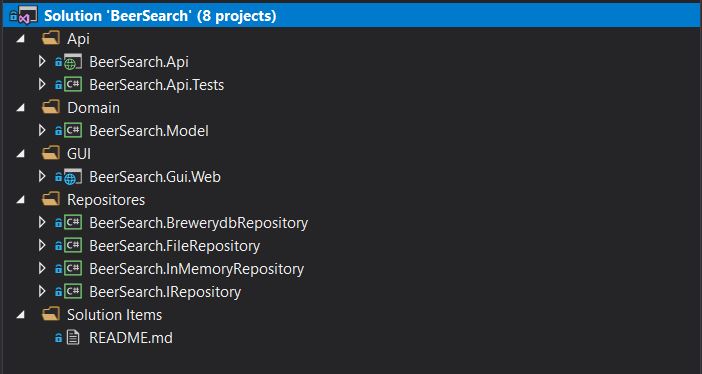 Solution 'BeerSearch' (8 projects)
Api
BeerSearch.Api
C# BeerSearch.Api.Tests
Domain
C# BeerSearch.Model
GUI
BeerSearch.Gui.Web
Repositores
C# BeerSearch.BrewerydbRepository
C# BeerSearch.FileRepository
C# BeerSearch.InMemoryRepository
C# BeerSearch.IRepository
Solution Items
README.md